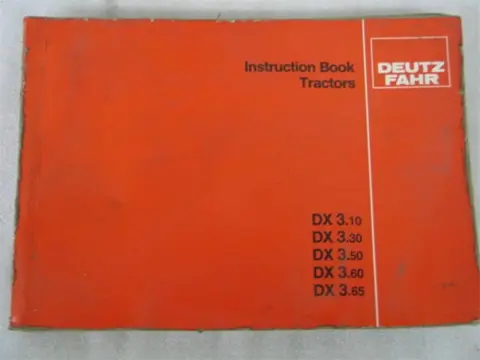 Instruction Book
Tractors
DEUTZ
FAHR
DX 3.10
DX 3.30
DX 3.50
DX 3.60
DX 3.65